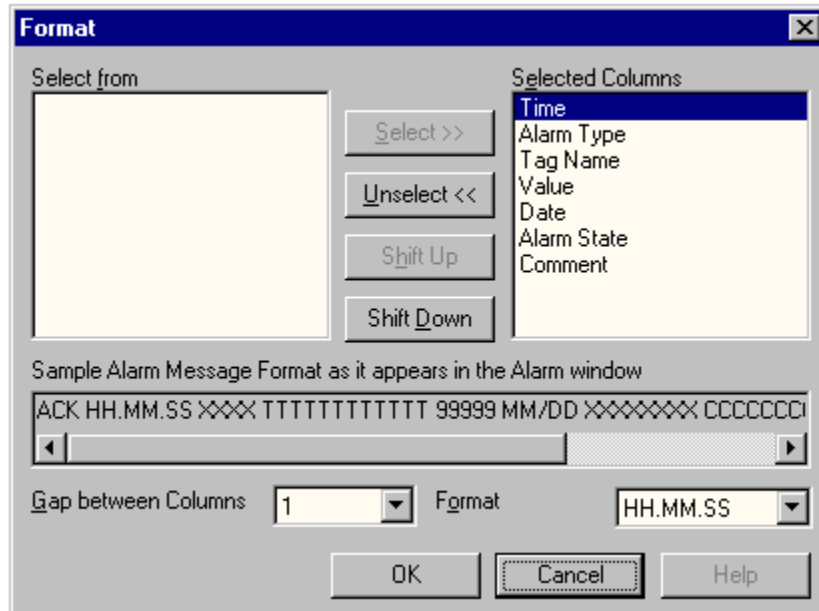 Format
Select from
Selected Columns
Select >>
Unselect <<
Shift Up
Shift Down
Time
Alarm Type
Tag Name
Value
Date
Alarm State
Comment
Sample Alarm Message Format as it appears in the Alarm window
ACK HH.MM.SS XXXX TTTTTTTTTTTT 99999 MM/DD XXXXXXXX CCCCCCC
Gap between Columns
1
Format
HH.MM.SS
OK
Cancel
Help